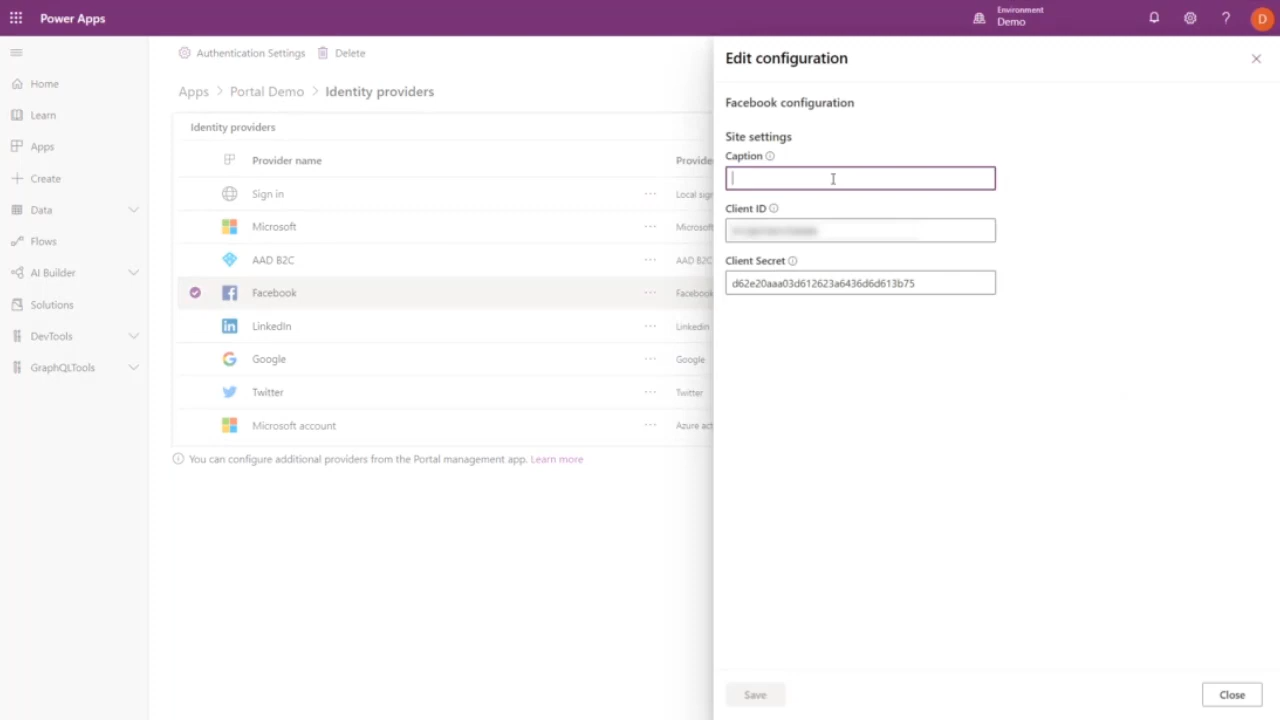 Power Apps
Environment
Demo
?
D
Authentication Settings Delete
Edit configuration
Home
Learn
Apps
Create
Data
Flows
AI Builder
Solutions
DevTools
GraphQLTools
Apps > Portal Demo > Identity providers
Identity providers
Provider name Provide
Sign in ... Local sig
Microsoft ... Microsoft
AAD B2C ... AAD B2C
Facebook ... Facebook
LinkedIn ... Linkedin
Google ... Google
Twitter ... Twitter
Microsoft account ... Azure act
You can configure additional providers from the Portal management app. Learn more
Facebook configuration
Site settings
Caption
Client ID
Client Secret
d62e20aaa03d612623a6436d6d613b75
Save
Close